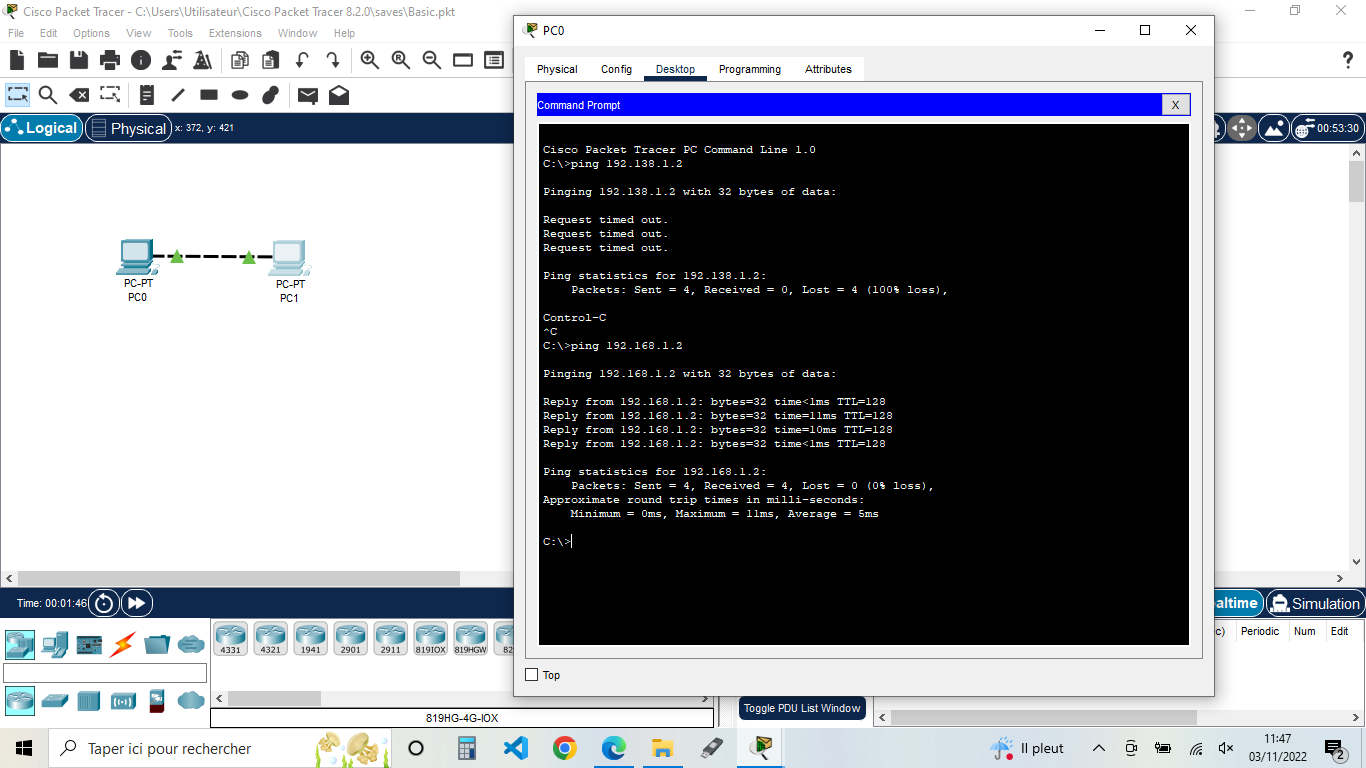 Cisco Packet Tracer - C:\Users\Utilisateur\Cisco Packet Tracer 8.2.0\saves\Basic.pkt
File Edit Options View Tools Extensions Window Help
Logical Physical x: 372, y: 421
00:53:30
PC-PT
PC0
PC-PT
PC1
PC0
Physical Config Desktop Programming Attributes
Command Prompt X
Cisco Packet Tracer PC Command Line 1.0
C:\>ping 192.138.1.2
Pinging 192.138.1.2 with 32 bytes of data:
Request timed out.
Request timed out.
Request timed out.
Ping statistics for 192.138.1.2:
Packets: Sent = 4, Received = 0, Lost = 4 (100% loss),
Control-C
^C
C:\>ping 192.168.1.2
Pinging 192.168.1.2 with 32 bytes of data:
Reply from 192.168.1.2: bytes=32 time<1ms TTL=128
Reply from 192.168.1.2: bytes=32 time=11ms TTL=128
Reply from 192.168.1.2: bytes=32 time=10ms TTL=128
Reply from 192.168.1.2: bytes=32 time<1ms TTL=128
Ping statistics for 192.168.1.2:
Packets: Sent = 4, Received = 4, Lost = 0 (0% loss),
Approximate round trip times in milli-seconds:
Minimum = 0ms, Maximum = 11ms, Average = 5ms
C:\>
Top
Time: 00:01:46
altime Simulation
c) Periodic Num Edit
4331 4321 1941 2901 2911 819IOX 819HGW 82
819HG-4G-IOX
Toggle PDU List Window
Taper ici pour rechercher
Il pleut
11:47
03/11/2022
2